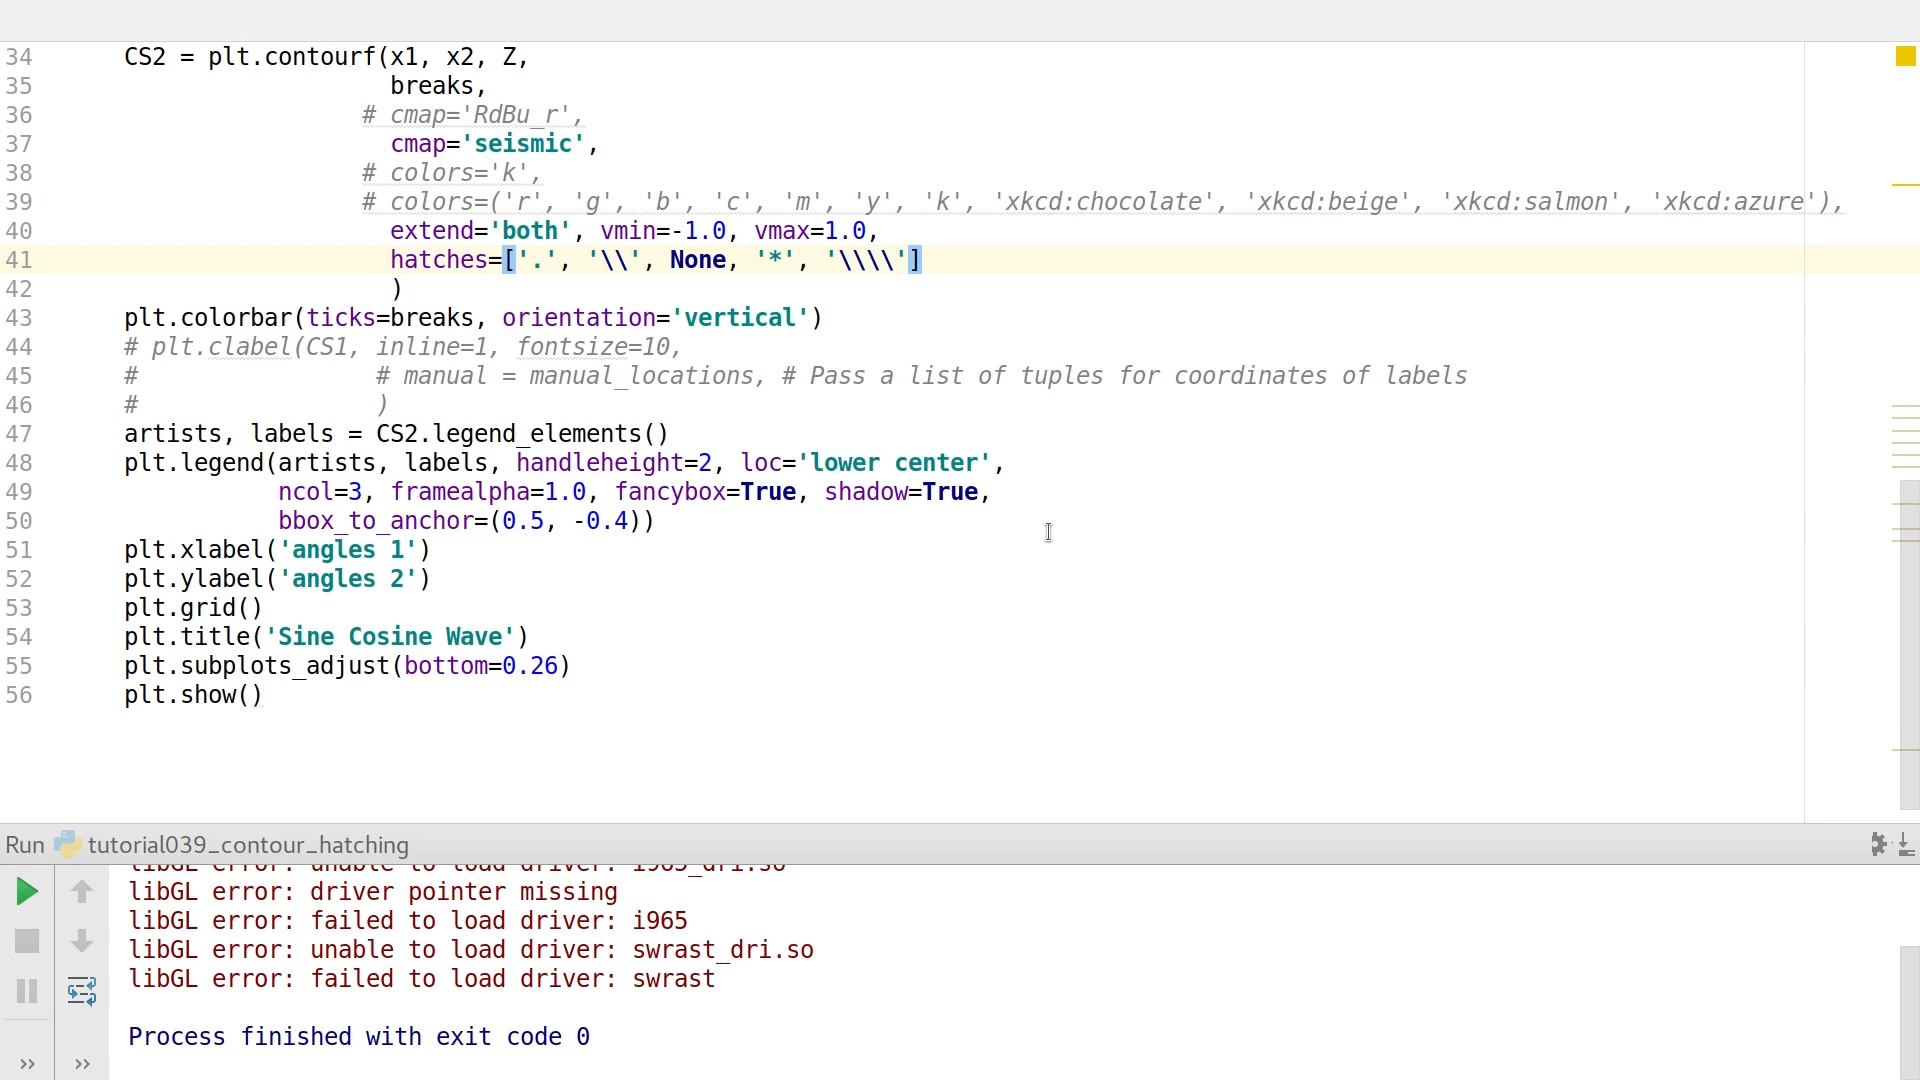 34 CS2 = plt.contourf(x1, x2, Z,
35 breaks,
36 # cmap='RdBu_r',
37 cmap='seismic',
38 # colors='k',
39 # colors=('r', 'g', 'b', 'c', 'm', 'y', 'k', 'xkcd:chocolate', 'xkcd:beige', 'xkcd:salmon', 'xkcd:azure'),
40 extend='both', vmin=-1.0, vmax=1.0,
41 hatches=['.', '\\', None, '*', '\\\\']
42 )
43 plt.colorbar(ticks=breaks, orientation='vertical')
44 # plt.clabel(CS1, inline=1, fontsize=10,
45 # # manual = manual_locations, # Pass a list of tuples for coordinates of labels
46 # )
47 artists, labels = CS2.legend_elements()
48 plt.legend(artists, labels, handleheight=2, loc='lower center',
49 ncol=3, framealpha=1.0, fancybox=True, shadow=True,
50 bbox_to_anchor=(0.5, -0.4))
51 plt.xlabel('angles 1')
52 plt.ylabel('angles 2')
53 plt.grid()
54 plt.title('Sine Cosine Wave')
55 plt.subplots_adjust(bottom=0.26)
56 plt.show()
Run tutorial039_contour_hatching
libGL error: unable to load driver: i965_dri.so
libGL error: driver pointer missing
libGL error: failed to load driver: i965
libGL error: unable to load driver: swrast_dri.so
libGL error: failed to load driver: swrast
Process finished with exit code 0